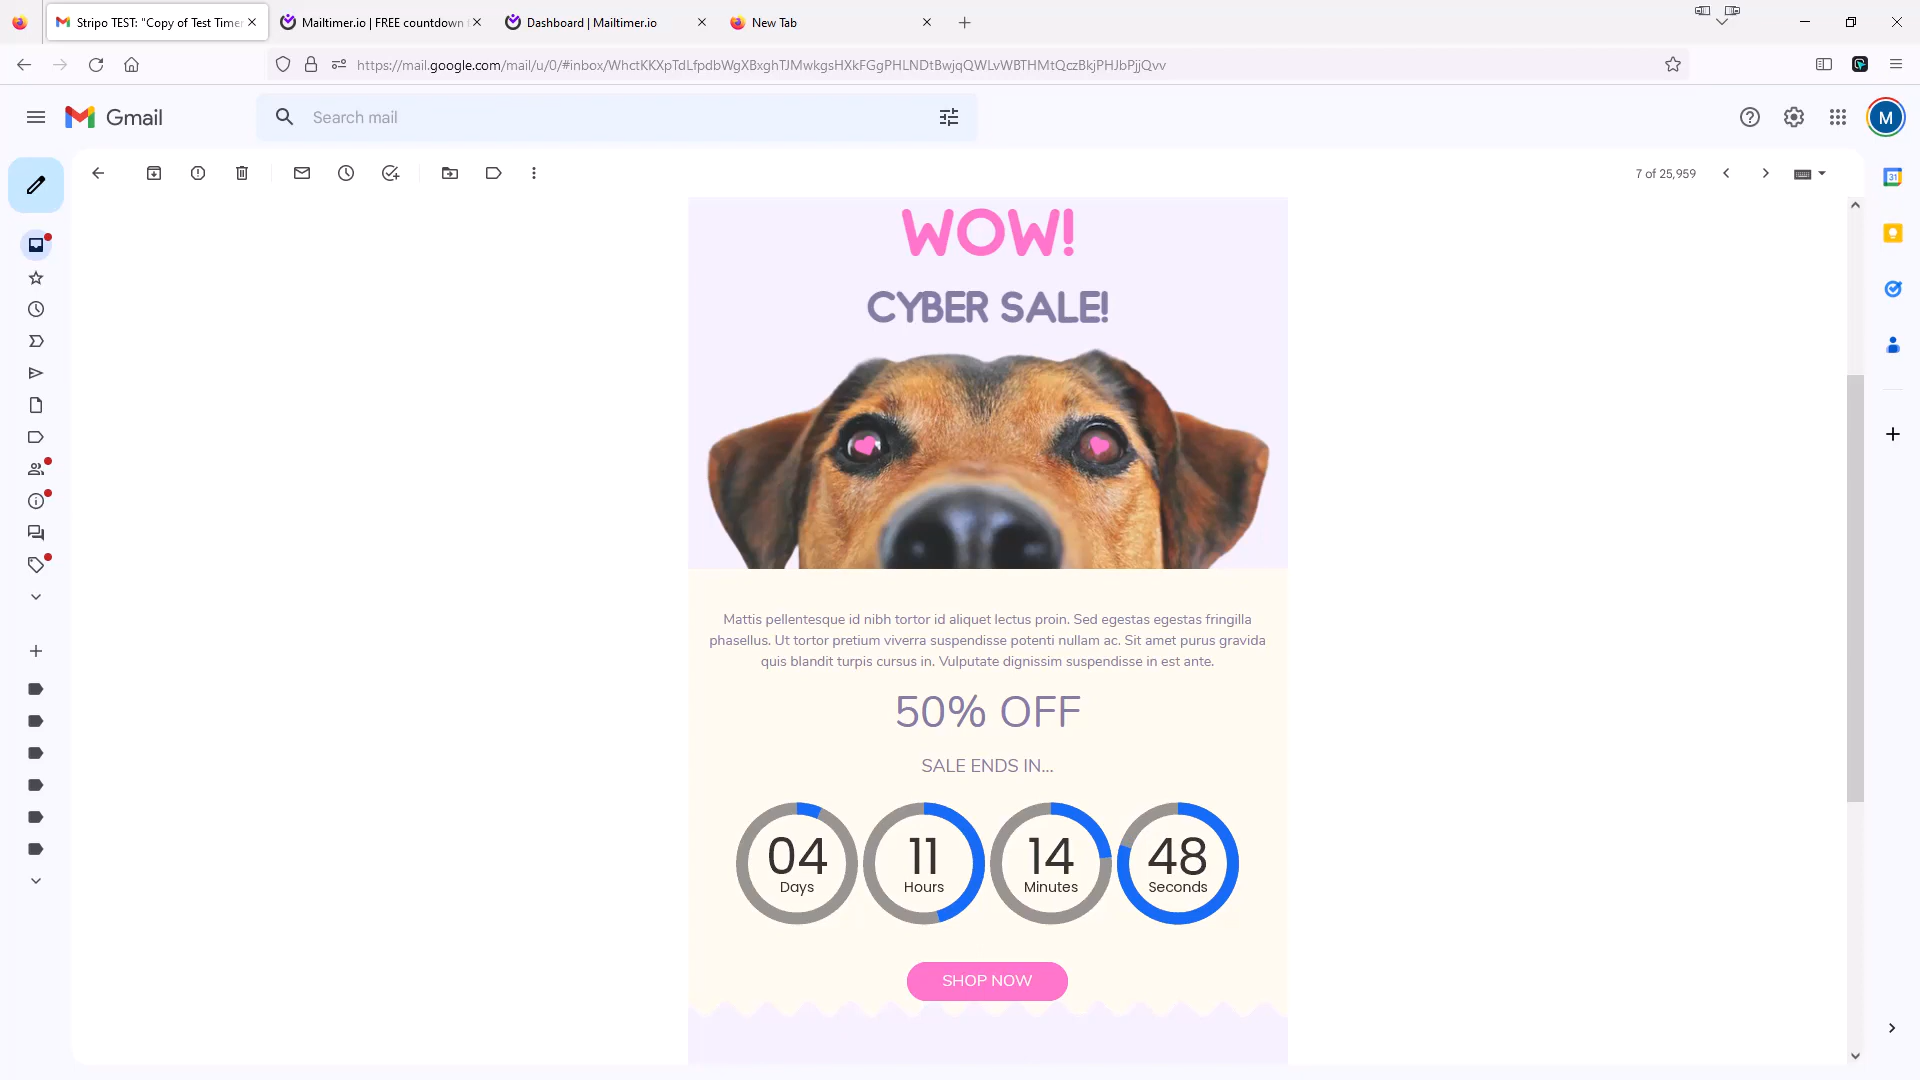 Stripo TEST: "Copy of Test Timer
Mailtimer.io | FREE countdown
Dashboard | Mailtimer.io
New Tab
https://mail.google.com/mail/u/0/#inbox/WhctKKXpTdLfpdbWgXBxghTJMwkgsHXkFGgPHLNDtBwjqQWLvWBTHMtQczBkjPHJbPjjQvv
Gmail
Search mail
M
7 of 25,959
31
WOW!
CYBER SALE!
Mattis pellentesque id nibh tortor id aliquet lectus proin. Sed egestas egestas fringilla
phasellus. Ut tortor pretium viverra suspendisse potenti nullam ac. Sit amet purus gravida
quis blandit turpis cursus in. Vulputate dignissim suspendisse in est ante.
50% OFF
SALE ENDS IN...
04 11 14 48
Days Hours Minutes Seconds
SHOP NOW